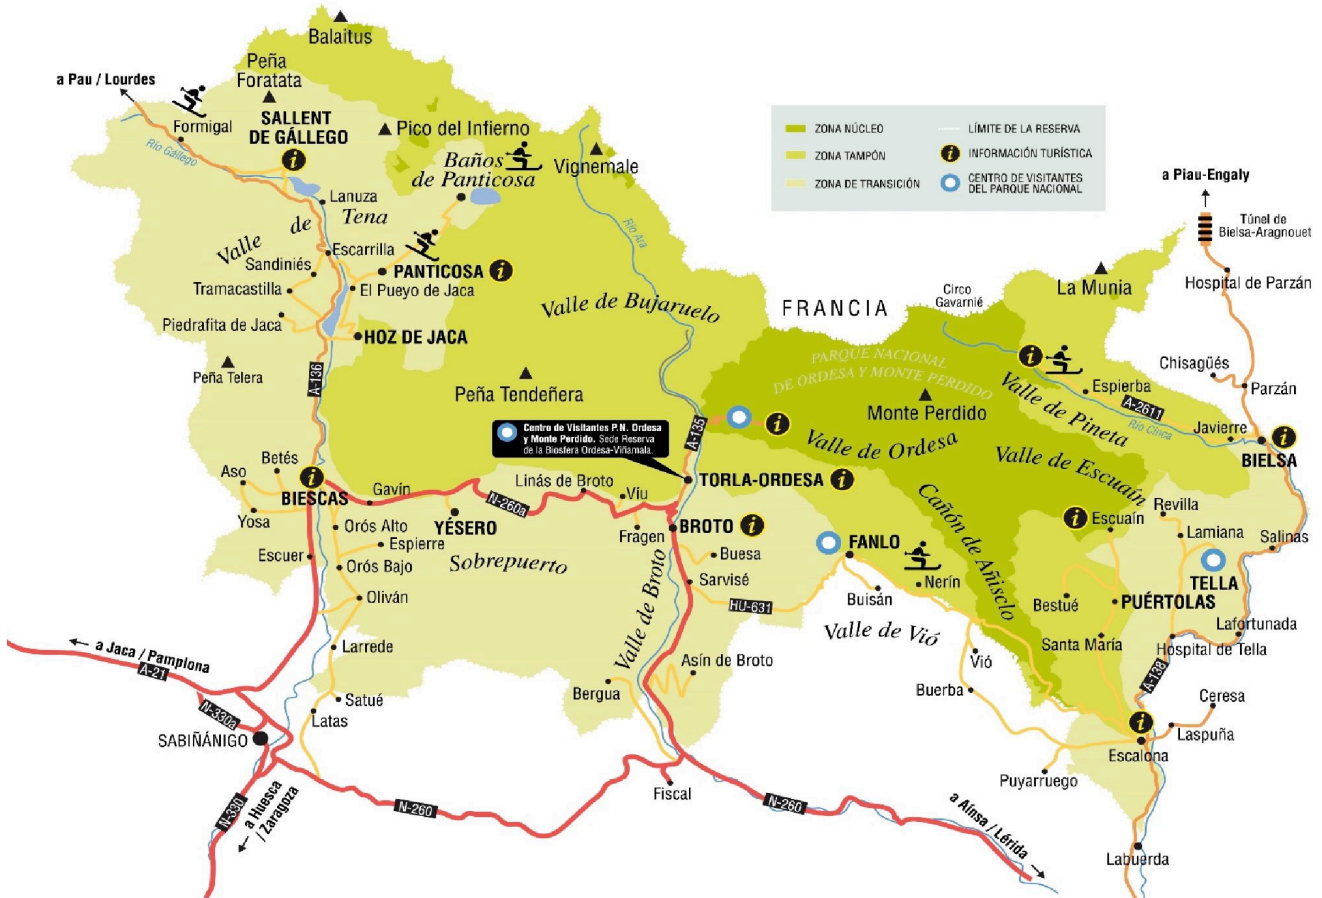 Balaitus
Peña
Foratata
a Pau / Lourdes
SALLENT
DE GÁLLEGO
Formigal
Río Gállego
Pico del Infierno
Baños
de Panticosa
Vignemale
ZONA NÚCLEO
ZONA TAMPÓN
ZONA DE TRANSICIÓN
LÍMITE DE LA RESERVA
INFORMACIÓN TURÍSTICA
CENTRO DE VISITANTES
DEL PARQUE NACIONAL
a Piau-Engaly
Túnel de
Bielsa-Aragnouet
Hospital de Parzán
Lanuza
Valle de Tena
Río Ara
Escarrilla
Sandiniés
PANTICOSA
Tramacastilla
El Pueyo de Jaca
Piedrafita de Jaca
HOZ DE JACA
Valle de Bujaruelo
FRANCIA
Circo
Gavarnié
La Munia
Peña Telera
A-136
Peña Tendeñera
PARQUE NACIONAL
DE ORDESA Y MONTE PERDIDO
Monte Perdido
Chisagüés
Espierba
Parzán
A-2611
Valle de Pineta
Río Cinca
Javierre
BIELSA
Centro de Visitantes P.N. Ordesa
y Monte Perdido. Sede Reserva
de la Biosfera Ordesa-Viñamala.
A-135
Valle de Ordesa
Valle de Escuaín
Betés
Aso
BIESCAS
Gavín
Linás de Broto
Víu
TORLA-ORDESA
Yosa
Orós Alto
YÉSERO
N-260a
Fragen
BROTO
Escuer
Espierre
Orós Bajo
Sobrepuerto
Buesa
Sarvisé
FANLO
Nerín
Cañón de Añisclo
Escuaín
Revilla
Lamiana
Salinas
TELLA
Oliván
Valle de Broto
HU-631
Buisán
Valle de Vió
Bestué
PUÉRTOLAS
Lafortunada
Santa María
Hospital de Tella
a Jaca / Pamplona
A-21
Larrede
Asín de Broto
Bergua
Vió
Buerba
A-138
Ceresa
N-330a
Satué
Latas
Laspuña
SABIÑÁNIGO
Escalona
Puyarruego
Fiscal
N-330
a Huesca
/ Zaragoza
N-260
N-260
a Aínsa / Lérida
Labuerda